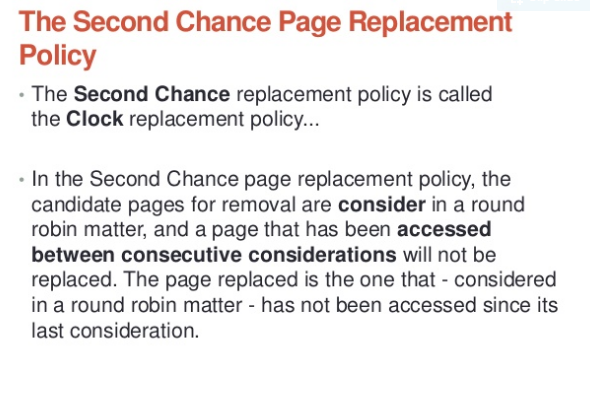 The Second Chance Page Replacement
Policy
• The Second Chance replacement policy is called
the Clock replacement policy...
• In the Second Chance page replacement policy, the
candidate pages for removal are consider in a round
robin matter, and a page that has been accessed
between consecutive considerations will not be
replaced. The page replaced is the one that - considered
in a round robin matter - has not been accessed since its
last consideration.